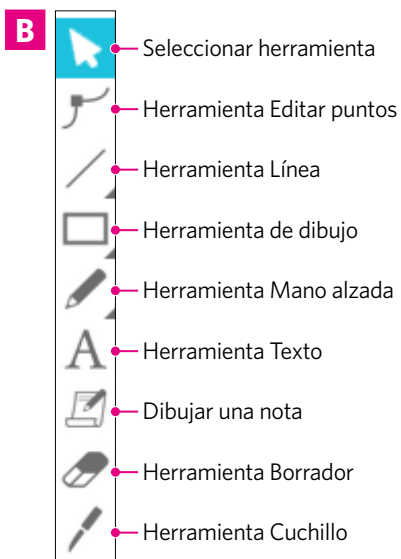 B
Seleccionar herramienta
Herramienta Editar puntos
Herramienta Línea
Herramienta de dibujo
Herramienta Mano alzada
A
Herramienta Texto
Dibujar una nota
Herramienta Borrador
Herramienta Cuchillo